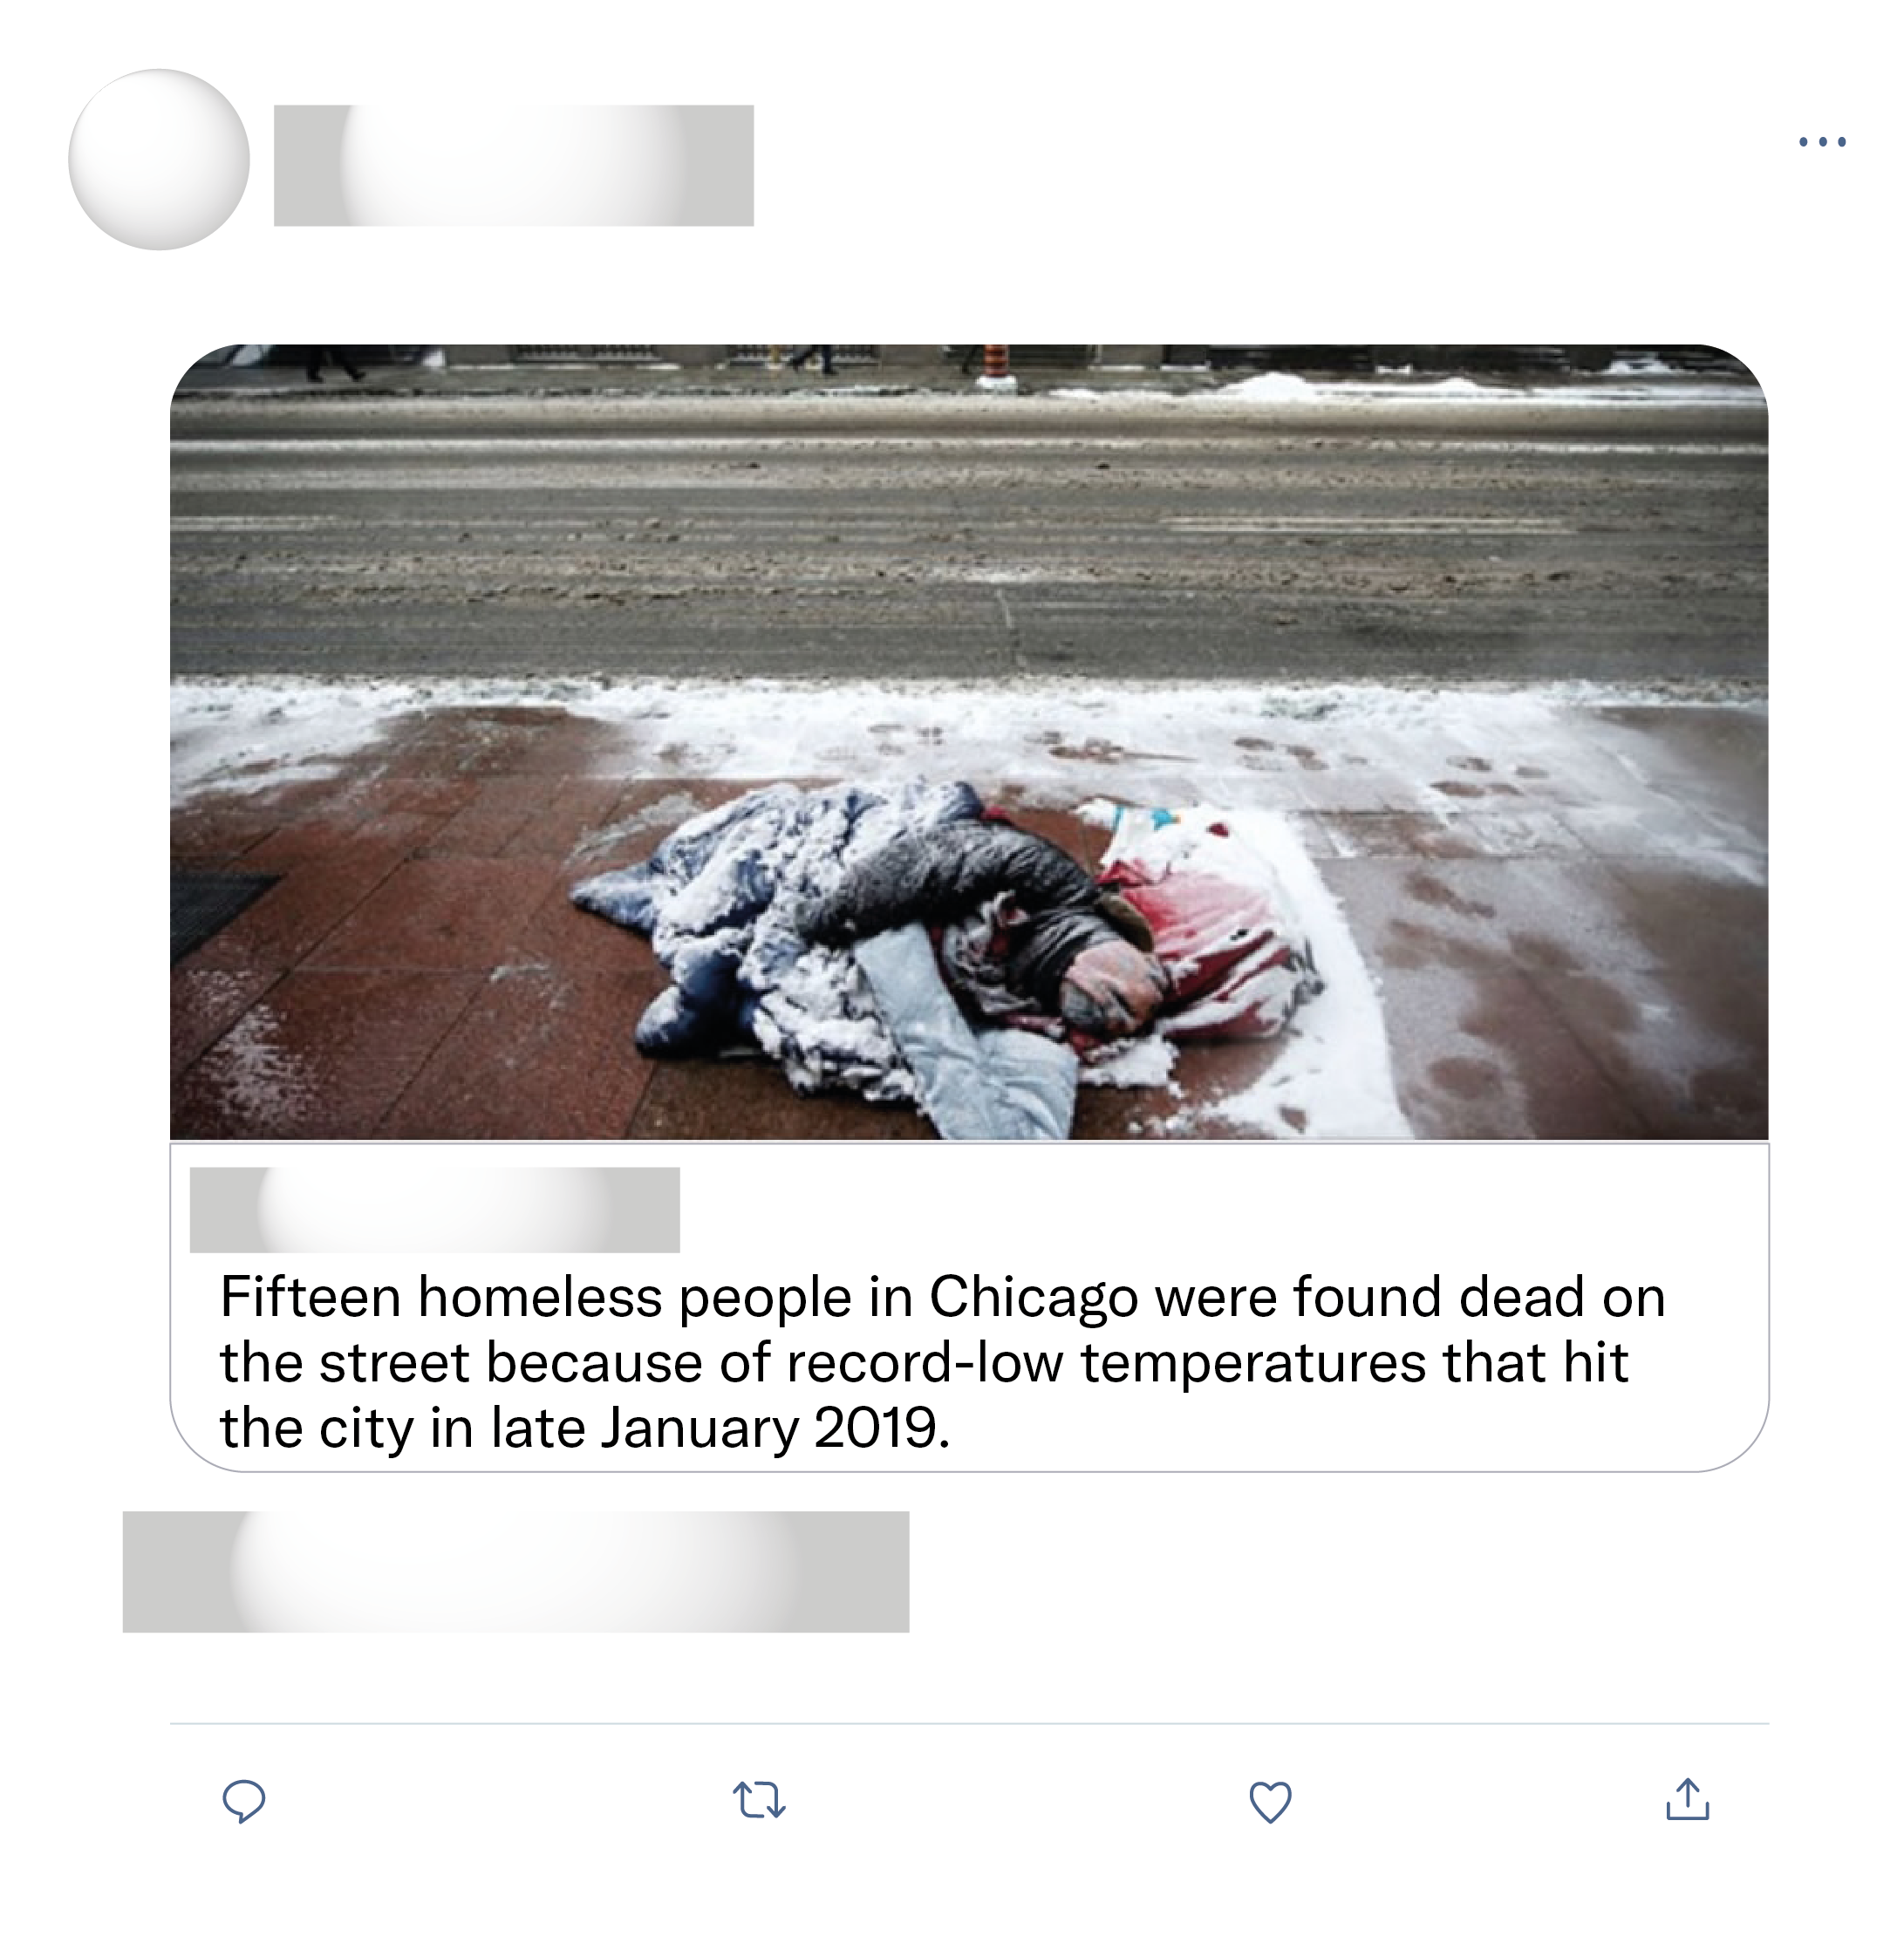 Fifteen homeless people in Chicago were found dead on
the street because of record-low temperatures that hit
the city in late January 2019.